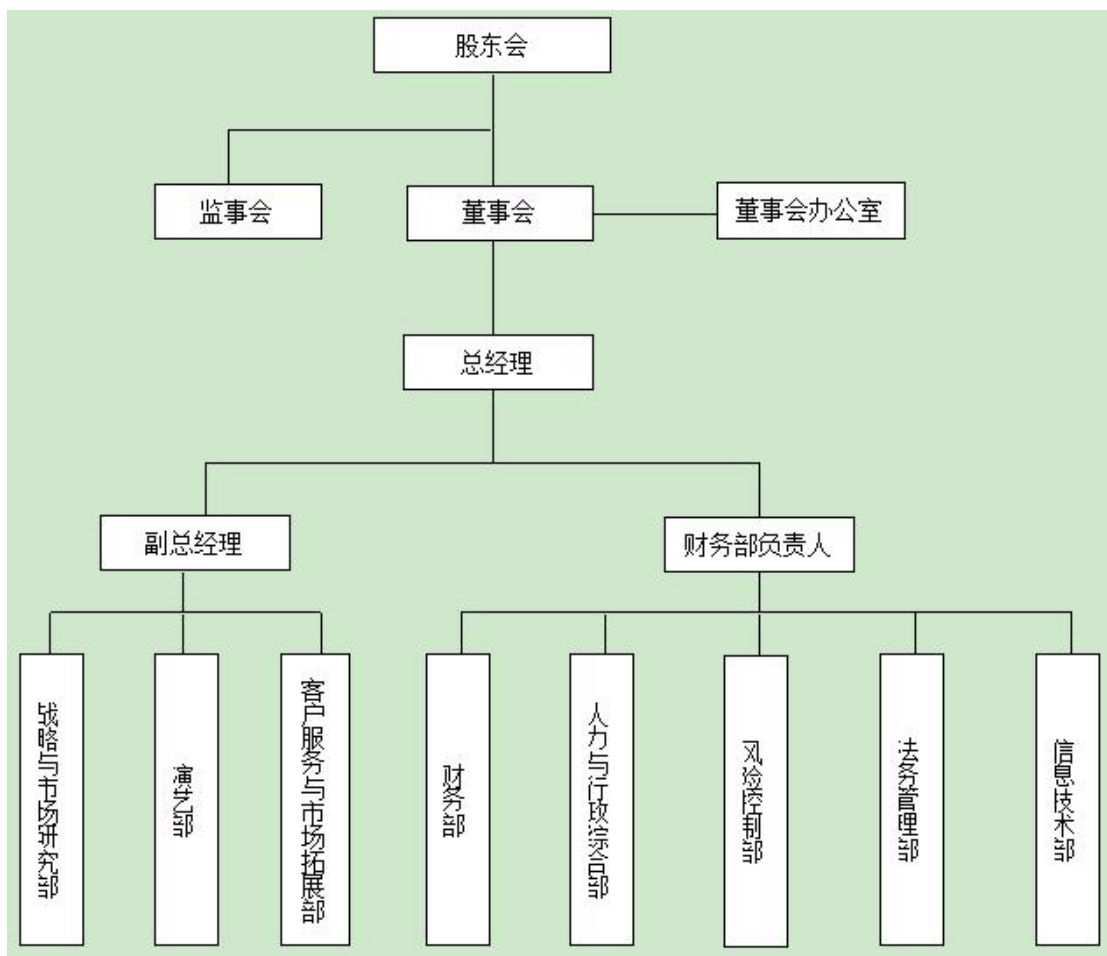 股东会
监事会
董事会
董事会办公室
总经理
副总经理
财务部负责人
战略与市场研究部
演艺部
客户服务与市场拓展部
财务部
人力与行政综合部
风险控制部
法务管理部
信息技术部